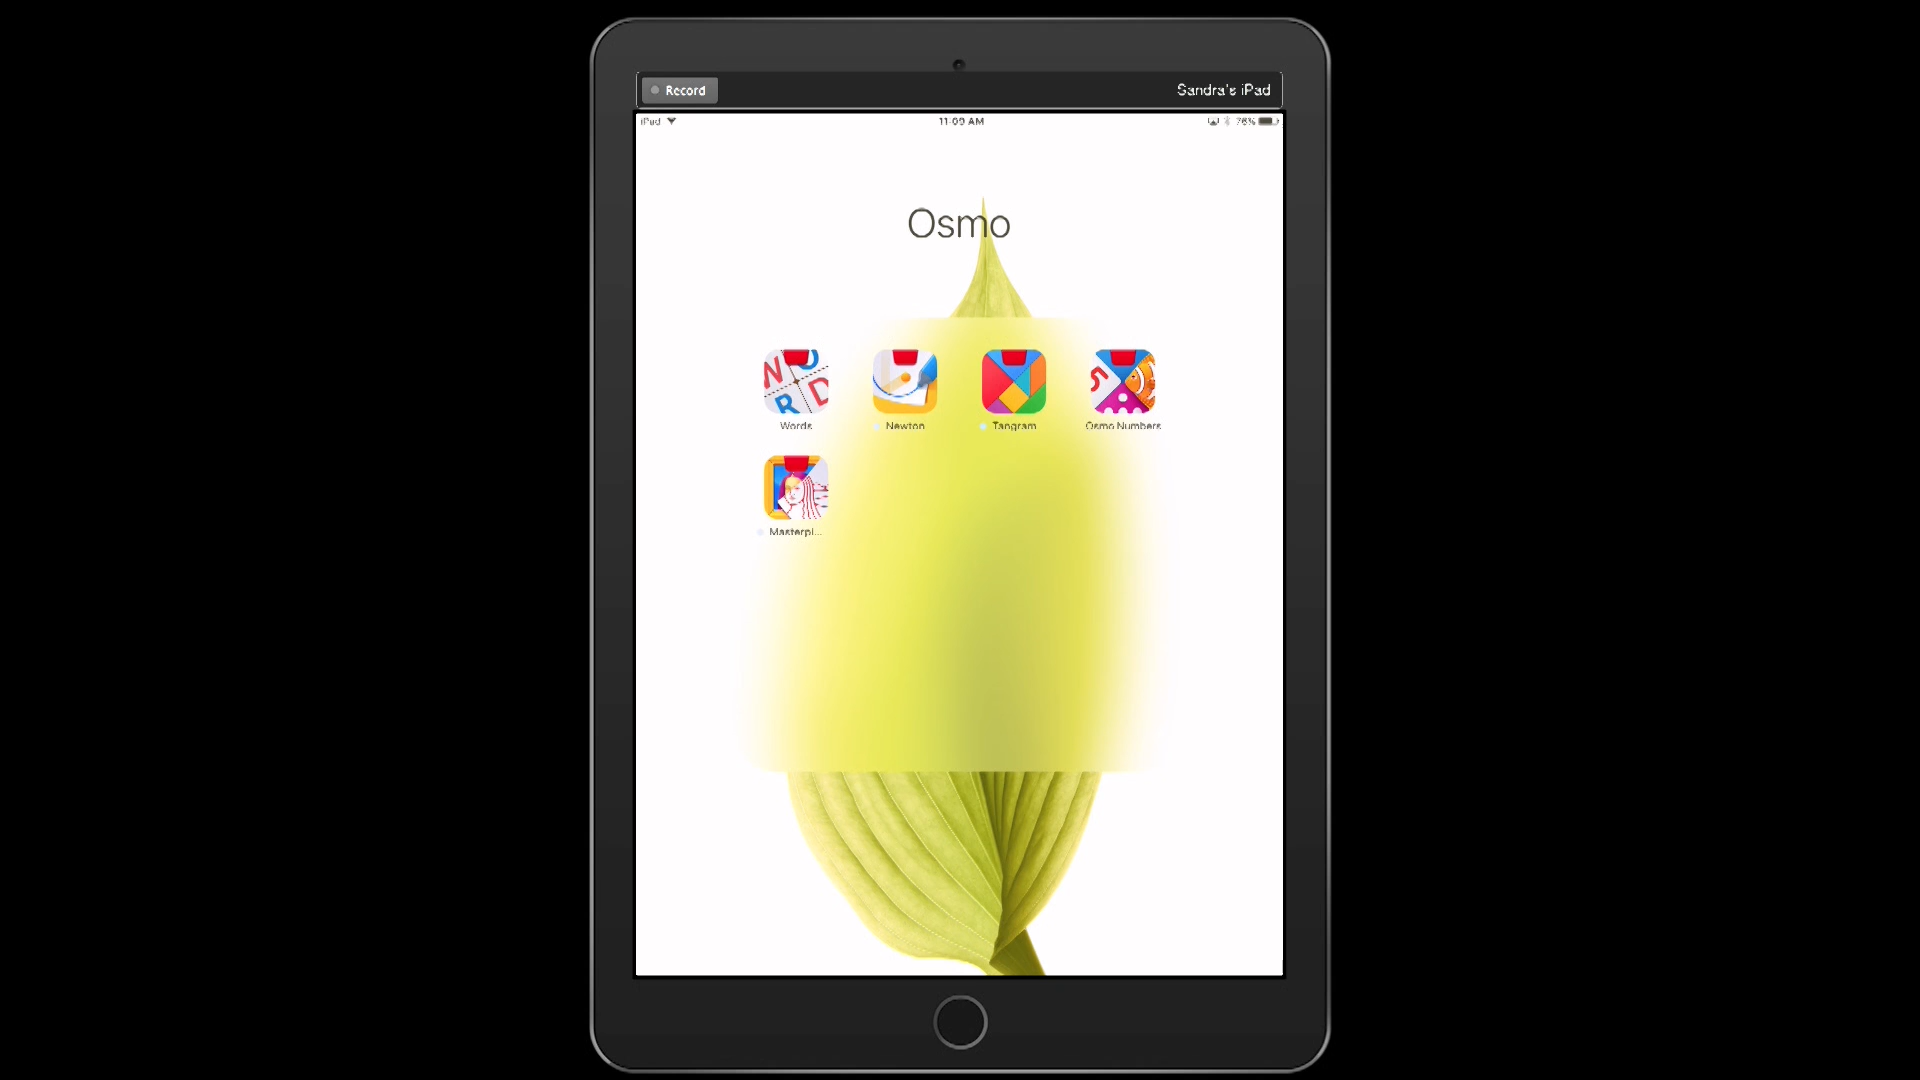 Record
Sandra's iPad
iPad
11:09 AM
76%
Osmo
Words
Newton
Tangram
Osmo Numbers
Masterpi...